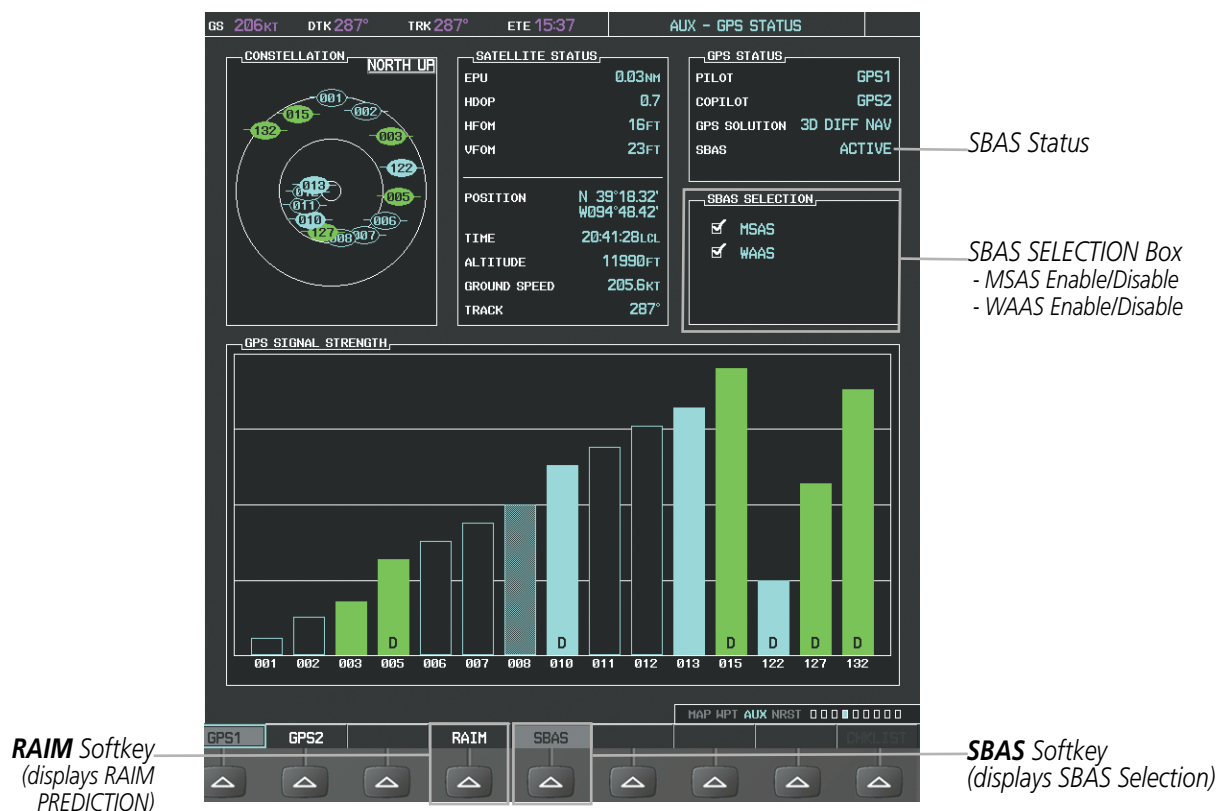 GS 206KT DTK 287° TRK 287° ETE 15:37 AUX - GPS STATUS
CONSTELLATION
NORTH UP
001
002
015
132
003
122
013
005
011
010
006
127
008
007
SATELLITE STATUS
EPU 0.03NM
HDOP 0.7
HFOM 16FT
VFOM 23FT
POSITION N 39°18.32'
W094°48.42'
TIME 20:41:28LCL
ALTITUDE 11990FT
GROUND SPEED 205.6KT
TRACK 287°
GPS STATUS
PILOT GPS1
COPILOT GPS2
GPS SOLUTION 3D DIFF NAV
SBAS ACTIVE
SBAS Status
SBAS SELECTION
MSAS
WAAS
SBAS SELECTION Box
- MSAS Enable/Disable
- WAAS Enable/Disable
GPS SIGNAL STRENGTH
D D D D D D
001 002 003 005 006 007 008 010 011 012 013 015 122 127 132
MAP WPT AUX NRST
GPS1 GPS2 RAIM SBAS CHKLIST
RAIM Softkey
(displays RAIM
PREDICTION)
SBAS Softkey
(displays SBAS Selection)